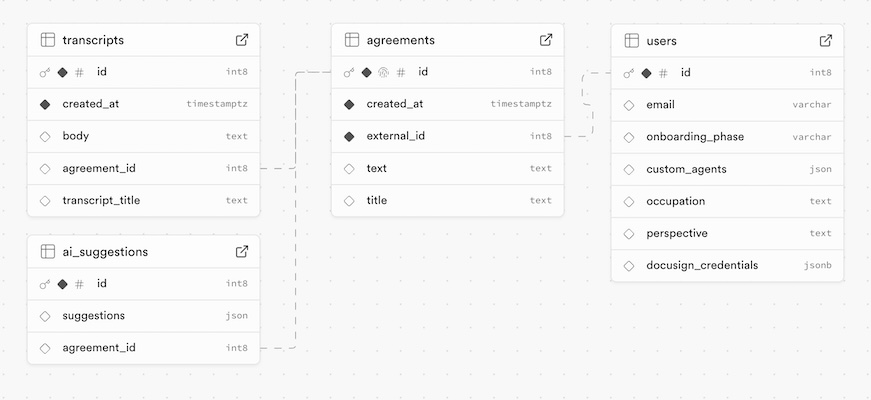 transcripts
# id int8
created_at timestamptz
body text
agreement_id int8
transcript_title text
ai_suggestions
# id int8
suggestions json
agreement_id int8
agreements
# id int8
created_at timestamptz
external_id int8
text text
title text
users
# id int8
email varchar
onboarding_phase varchar
custom_agents json
occupation text
perspective text
docusign_credentials jsonb